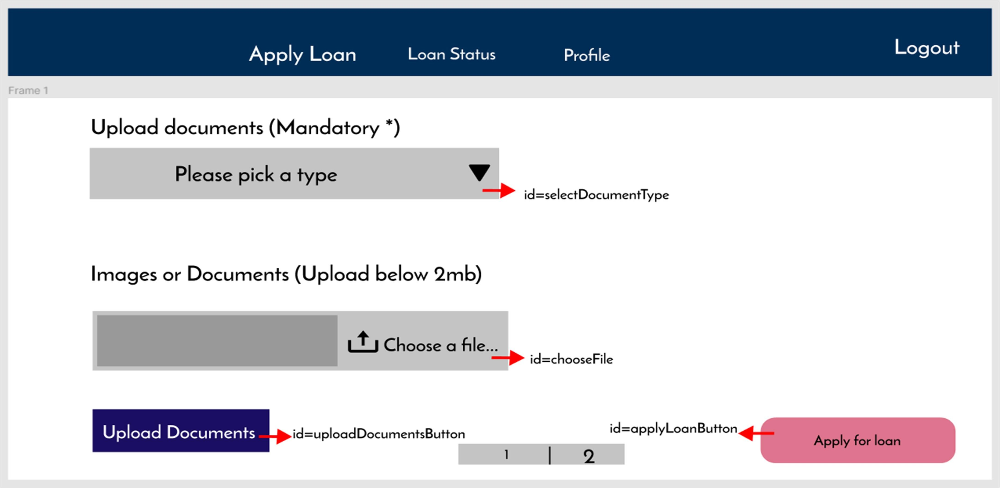 Apply Loan Loan Status Profile Logout
Frame 1
Upload documents (Mandatory *)
Please pick a type
id=selectDocumentType
Images or Documents (Upload below 2mb)
Choose a file...
id=chooseFile
Upload Documents
id=uploadDocumentsButton
1 | 2
id=applyLoanButton
Apply for loan